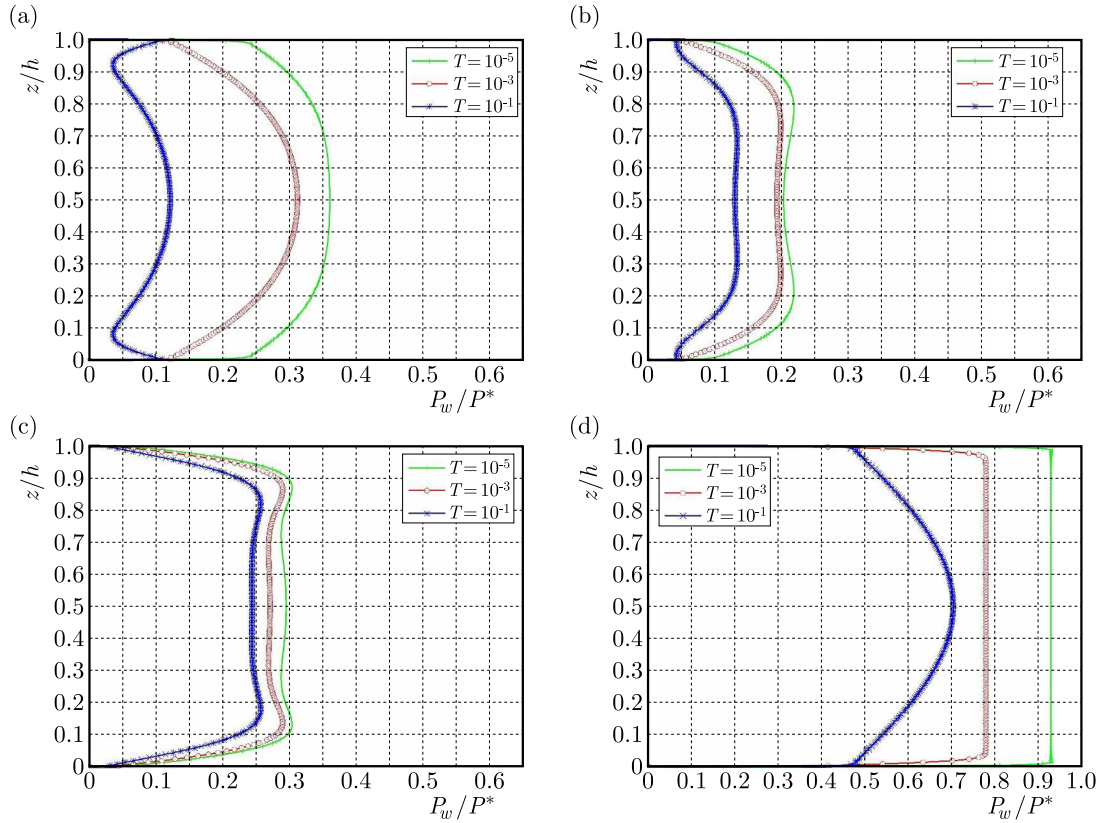 (a)
1.0
0.9
0.8
0.7
0.6
0.5
0.4
0.3
0.2
0.1
0
z/h
T = 10⁻⁵
T = 10⁻³
T = 10⁻¹
0 0.1 0.2 0.3 0.4 0.5 0.6
P_w/P*
(b)
1.0
0.9
0.8
0.7
0.6
0.5
0.4
0.3
0.2
0.1
0
z/h
T = 10⁻⁵
T = 10⁻³
T = 10⁻¹
0 0.1 0.2 0.3 0.4 0.5 0.6
P_w/P*
(c)
1.0
0.9
0.8
0.7
0.6
0.5
0.4
0.3
0.2
0.1
0
z/h
T = 10⁻⁵
T = 10⁻³
T = 10⁻¹
0 0.1 0.2 0.3 0.4 0.5 0.6
P_w/P*
(d)
1.0
0.9
0.8
0.7
0.6
0.5
0.4
0.3
0.2
0.1
0
z/h
T = 10⁻⁵
T = 10⁻³
T = 10⁻¹
0 0.1 0.2 0.3 0.4 0.5 0.6 0.7 0.8 0.9 1.0
P_w/P*